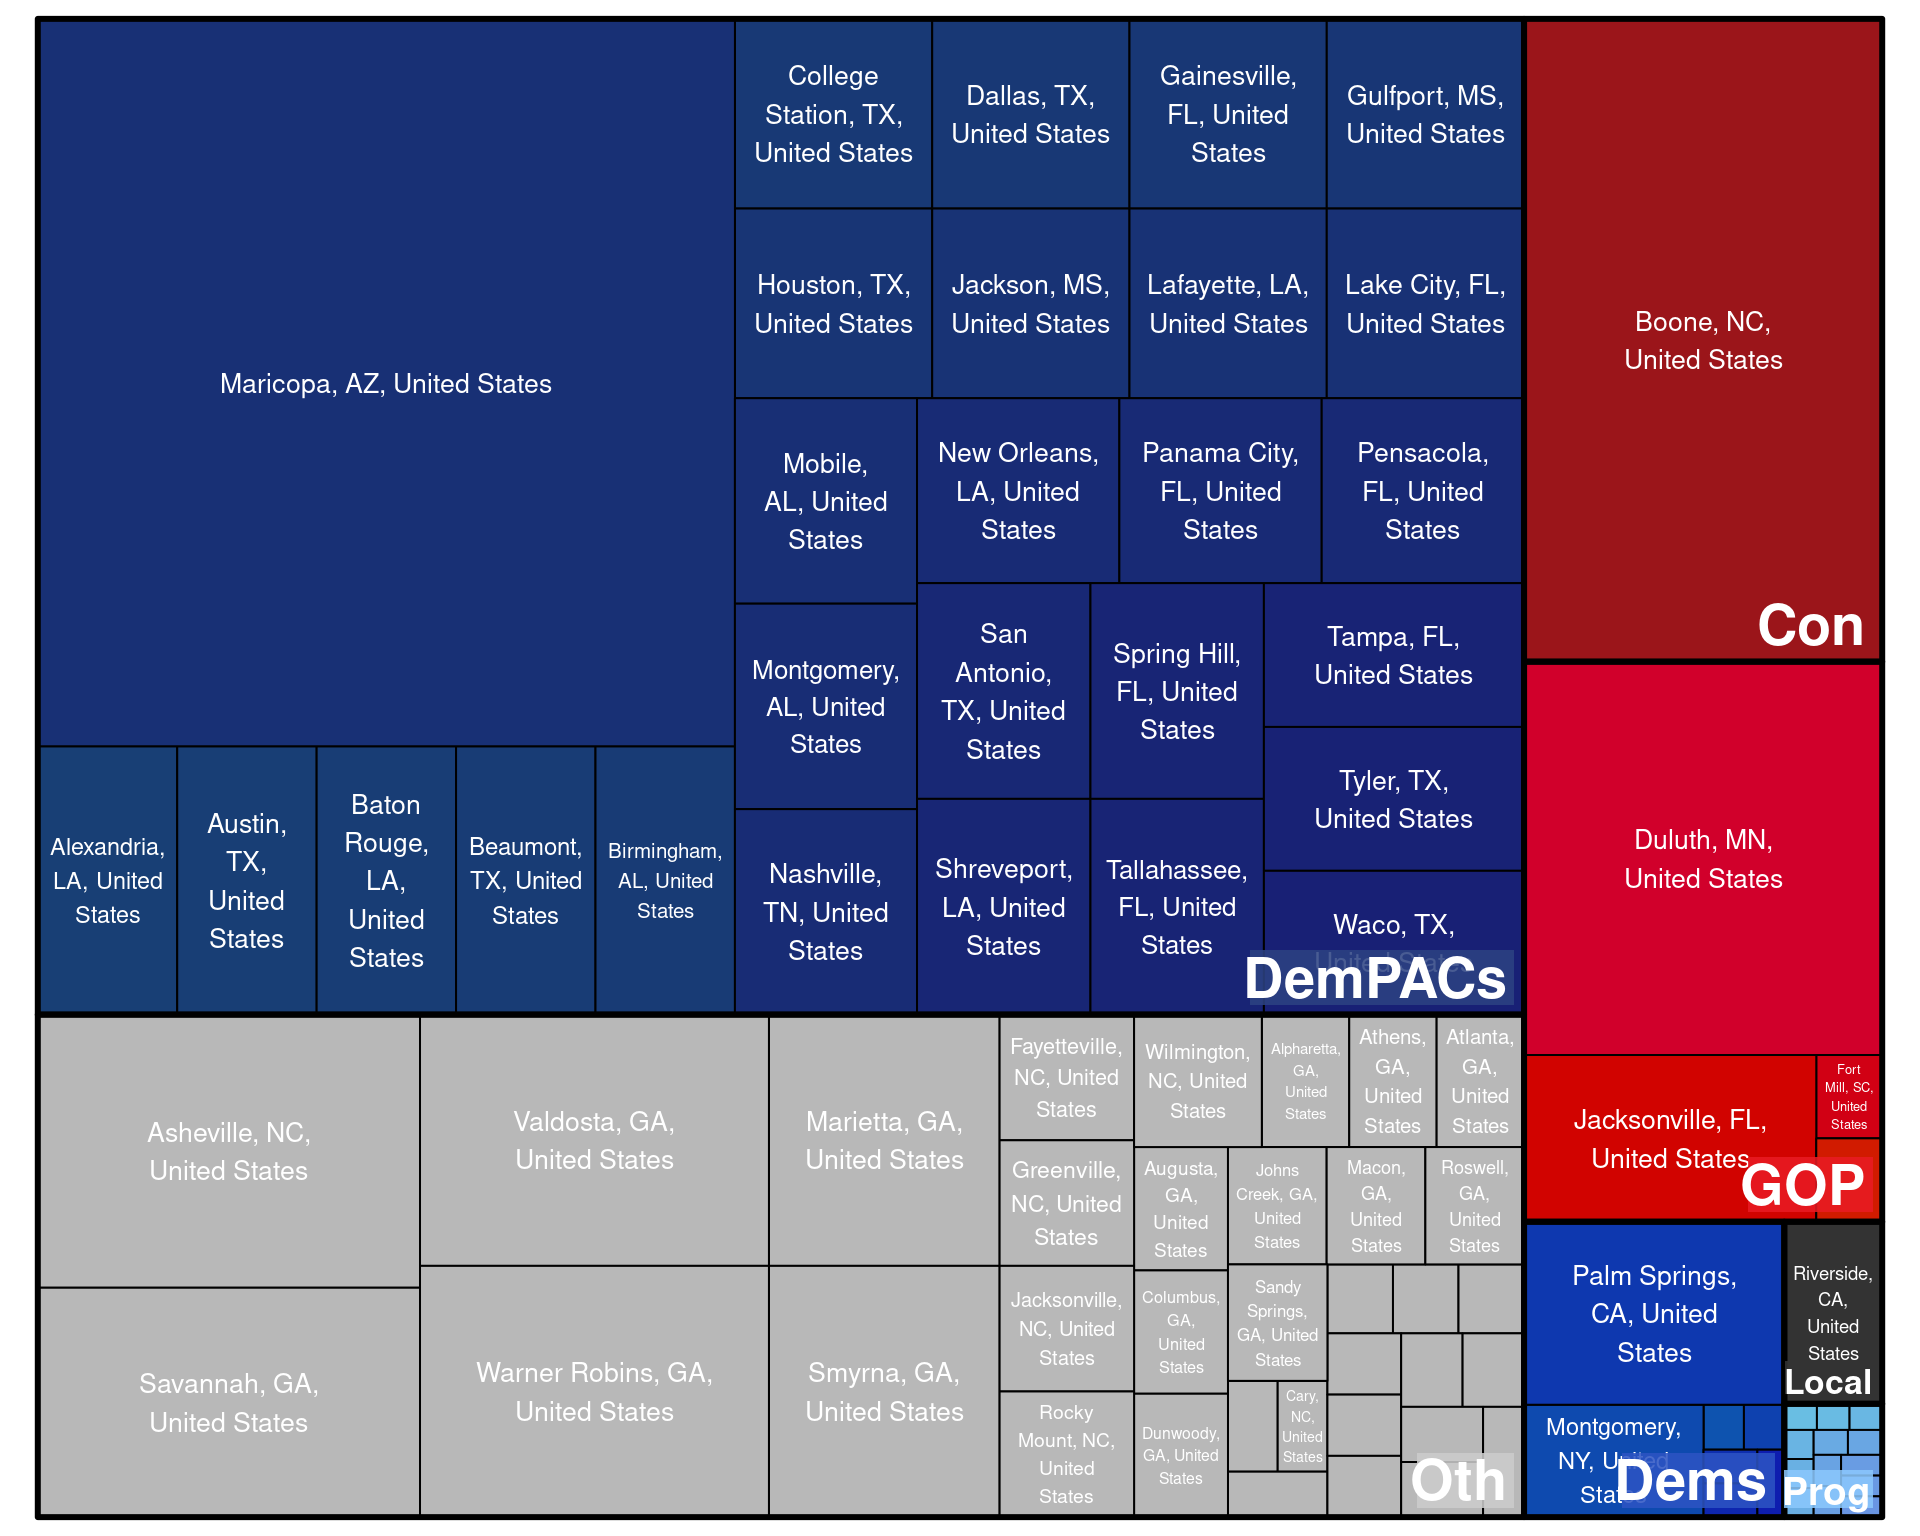 Maricopa, AZ, United States
College
Station, TX,
United States
Dallas, TX,
United States
Gainesville,
FL, United
States
Gulfport, MS,
United States
Houston, TX,
United States
Jackson, MS,
United States
Lafayette, LA,
United States
Lake City, FL,
United States
Mobile,
AL, United
States
New Orleans,
LA, United
States
Panama City,
FL, United
States
Pensacola,
FL, United
States
Montgomery,
AL, United
States
San
Antonio,
TX, United
States
Spring Hill,
FL, United
States
Tampa, FL,
United States
Tyler, TX,
United States
Alexandria,
LA, United
States
Austin,
TX,
United
States
Baton
Rouge,
LA,
United
States
Beaumont,
TX, United
States
Birmingham,
AL, United
States
Nashville,
TN, United
States
Shreveport,
LA, United
States
Tallahassee,
FL, United
States
Waco, TX,
United States
DemPACs
Boone, NC,
United States
Con
Duluth, MN,
United States
Jacksonville, FL,
United States
Fort
Mill, SC,
United
States
GOP
Asheville, NC,
United States
Valdosta, GA,
United States
Marietta, GA,
United States
Fayetteville,
NC, United
States
Wilmington,
NC, United
States
Alpharetta,
GA,
United
States
Athens,
GA,
United
States
Atlanta,
GA,
United
States
Greenville,
NC, United
States
Augusta,
GA,
United
States
Johns
Creek, GA,
United
States
Macon,
GA,
United
States
Roswell,
GA,
United
States
Savannah, GA,
United States
Warner Robins, GA,
United States
Smyrna, GA,
United States
Jacksonville,
NC, United
States
Columbus,
GA,
United
States
Sandy
Springs,
GA, United
States
Rocky
Mount, NC,
United
States
Dunwoody,
GA, United
States
Cary,
NC,
United
States
Oth
Palm Springs,
CA, United
States
Riverside,
CA,
United
States
Local
Montgomery,
NY, United
States
Dems
Prog